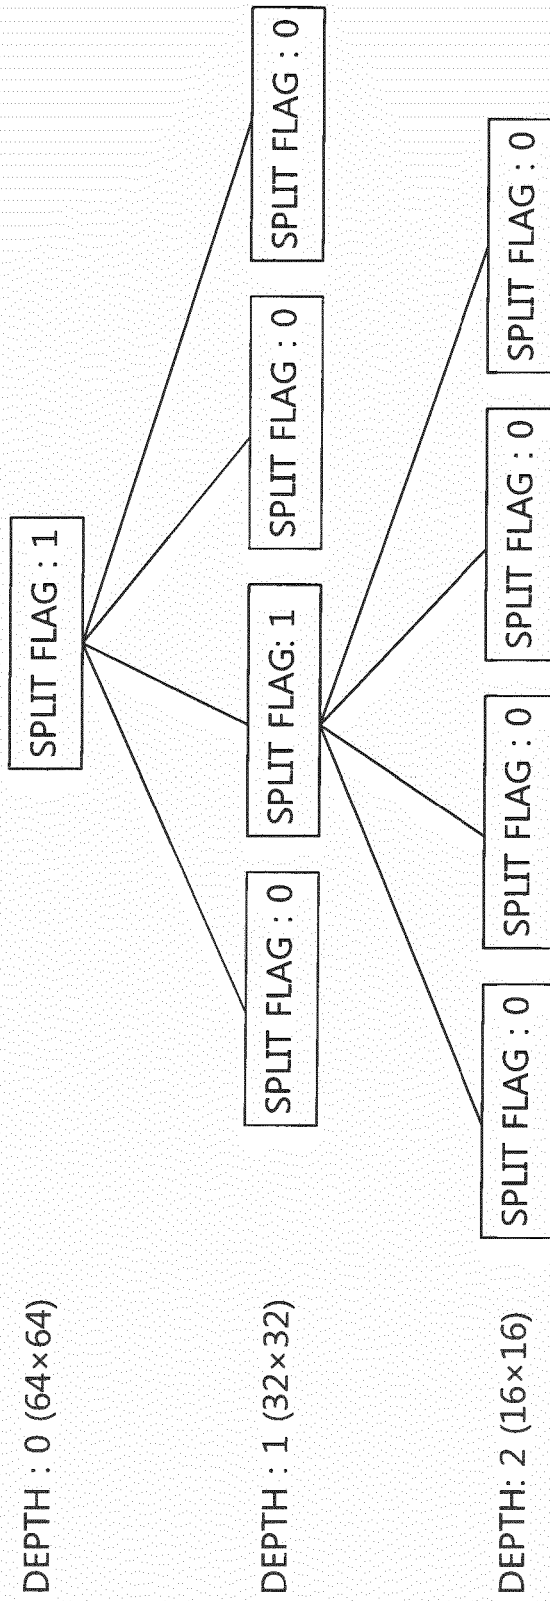 DEPTH : 0 (64×64)
SPLIT FLAG : 1
DEPTH : 1 (32×32)
SPLIT FLAG : 0
SPLIT FLAG: 1
SPLIT FLAG : 0
SPLIT FLAG : 0
DEPTH: 2 (16×16)
SPLIT FLAG : 0
SPLIT FLAG : 0
SPLIT FLAG : 0
SPLIT FLAG : 0